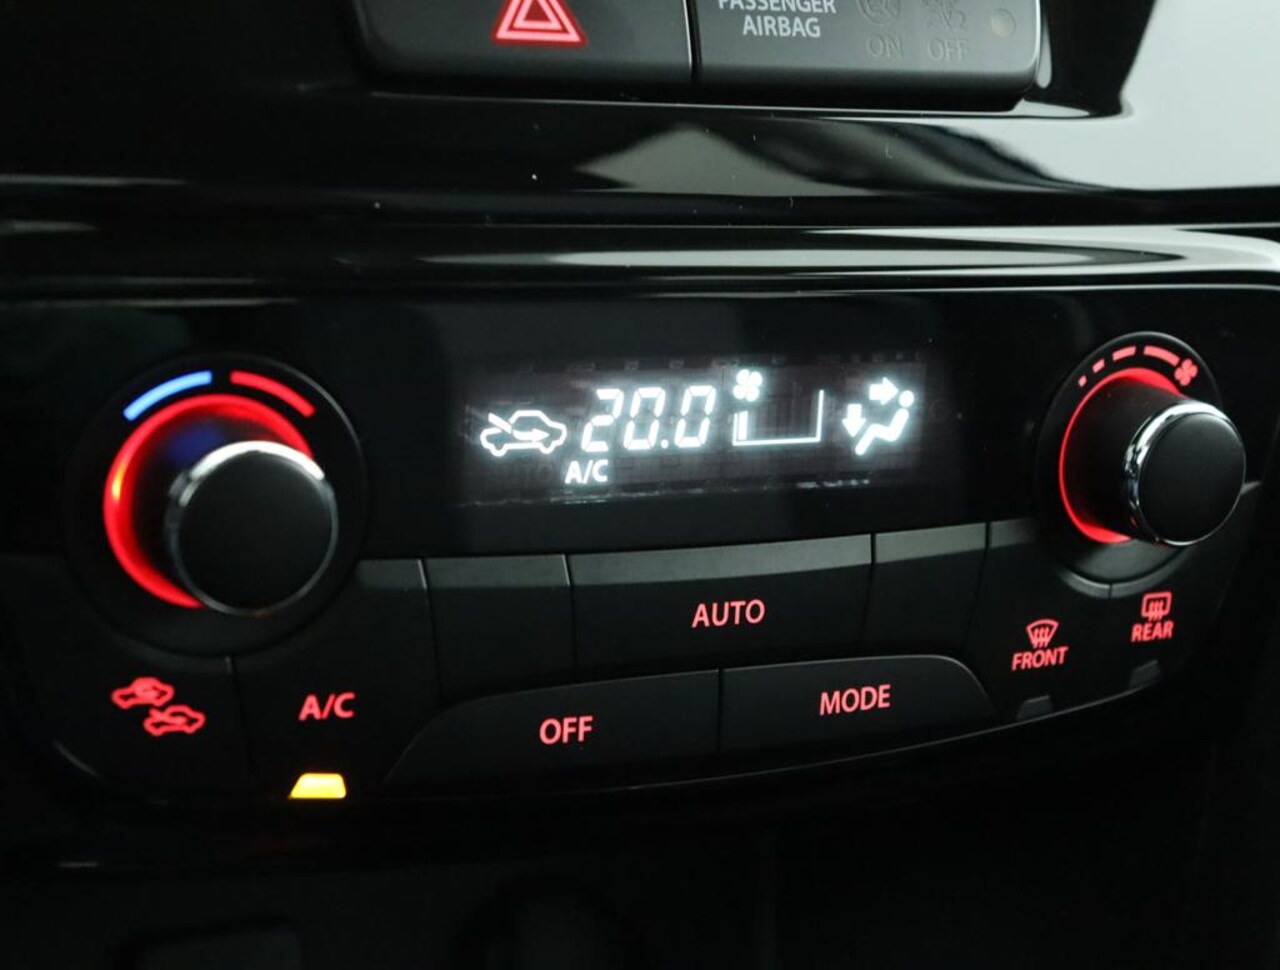 PASSENGER
AIRBAG
ON OFF
20.0
A/C
AUTO
FRONT
REAR
A/C
OFF
MODE